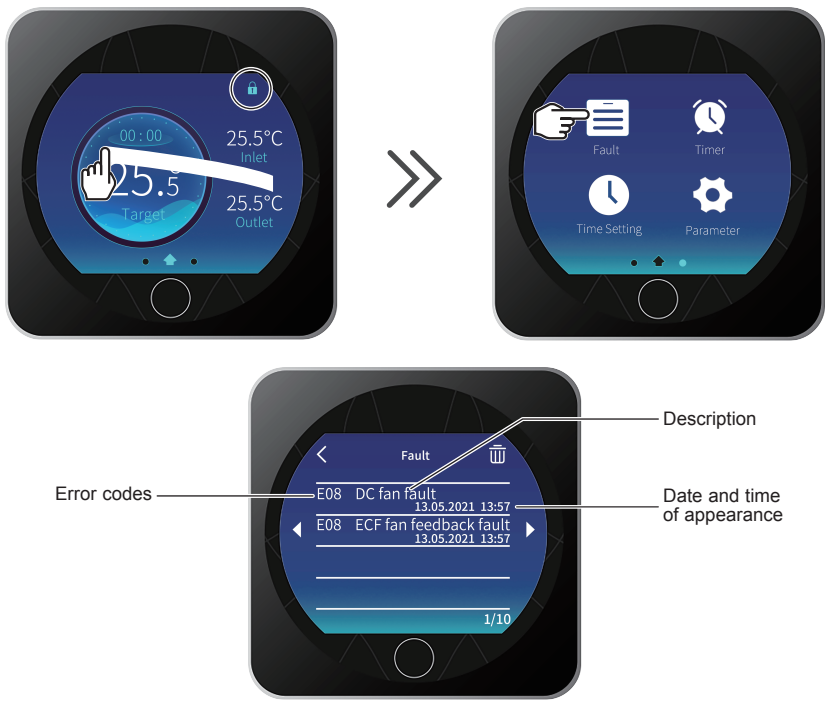 00:00
25.5°
Target
25.5°C
Inlet
25.5°C
Outlet
Fault
Timer
Time Setting
Parameter
Fault
E08 DC fan fault
13.05.2021 13:57
E08 ECF fan feedback fault
13.05.2021 13:57
1/10
Error codes
Description
Date and time
of appearance